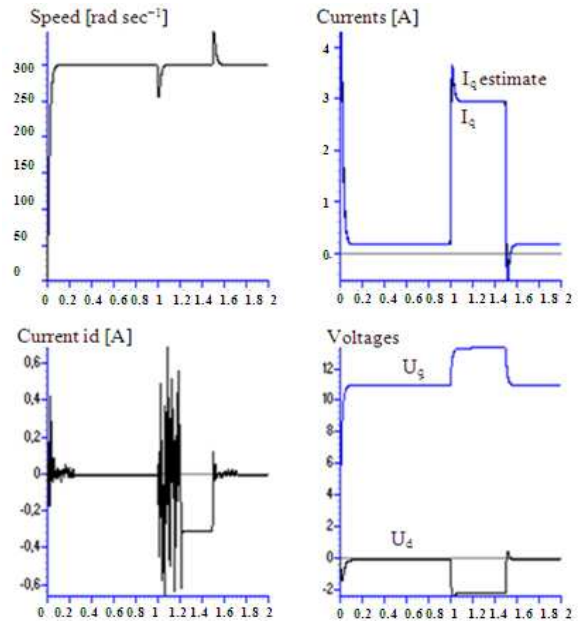 Speed [rad sec⁻¹]
300
250
200
150
100
50
0
0 0.2 0.4 0.6 0.8 1 1.2 1.4 1.6 1.8 2
Currents [A]
4
3
2
1
0.
I_q estimate
I_q
0 0.2 0.4 0.6 0.8 1 1.2 1.4 1.6 1.8 2
Current id [A]
0,6
0,4
0,2
0
-0,2
-0,4
-0,6
0 0.2 0.4 0.6 0.8 1 1.2 1.4 1.6 1.8 2
Voltages
12
10
8
6
4
2
0
-2
U_q
U_d
0 0.2 0.4 0.6 0.8 1 1.2 1.4 1.6 1.8 2